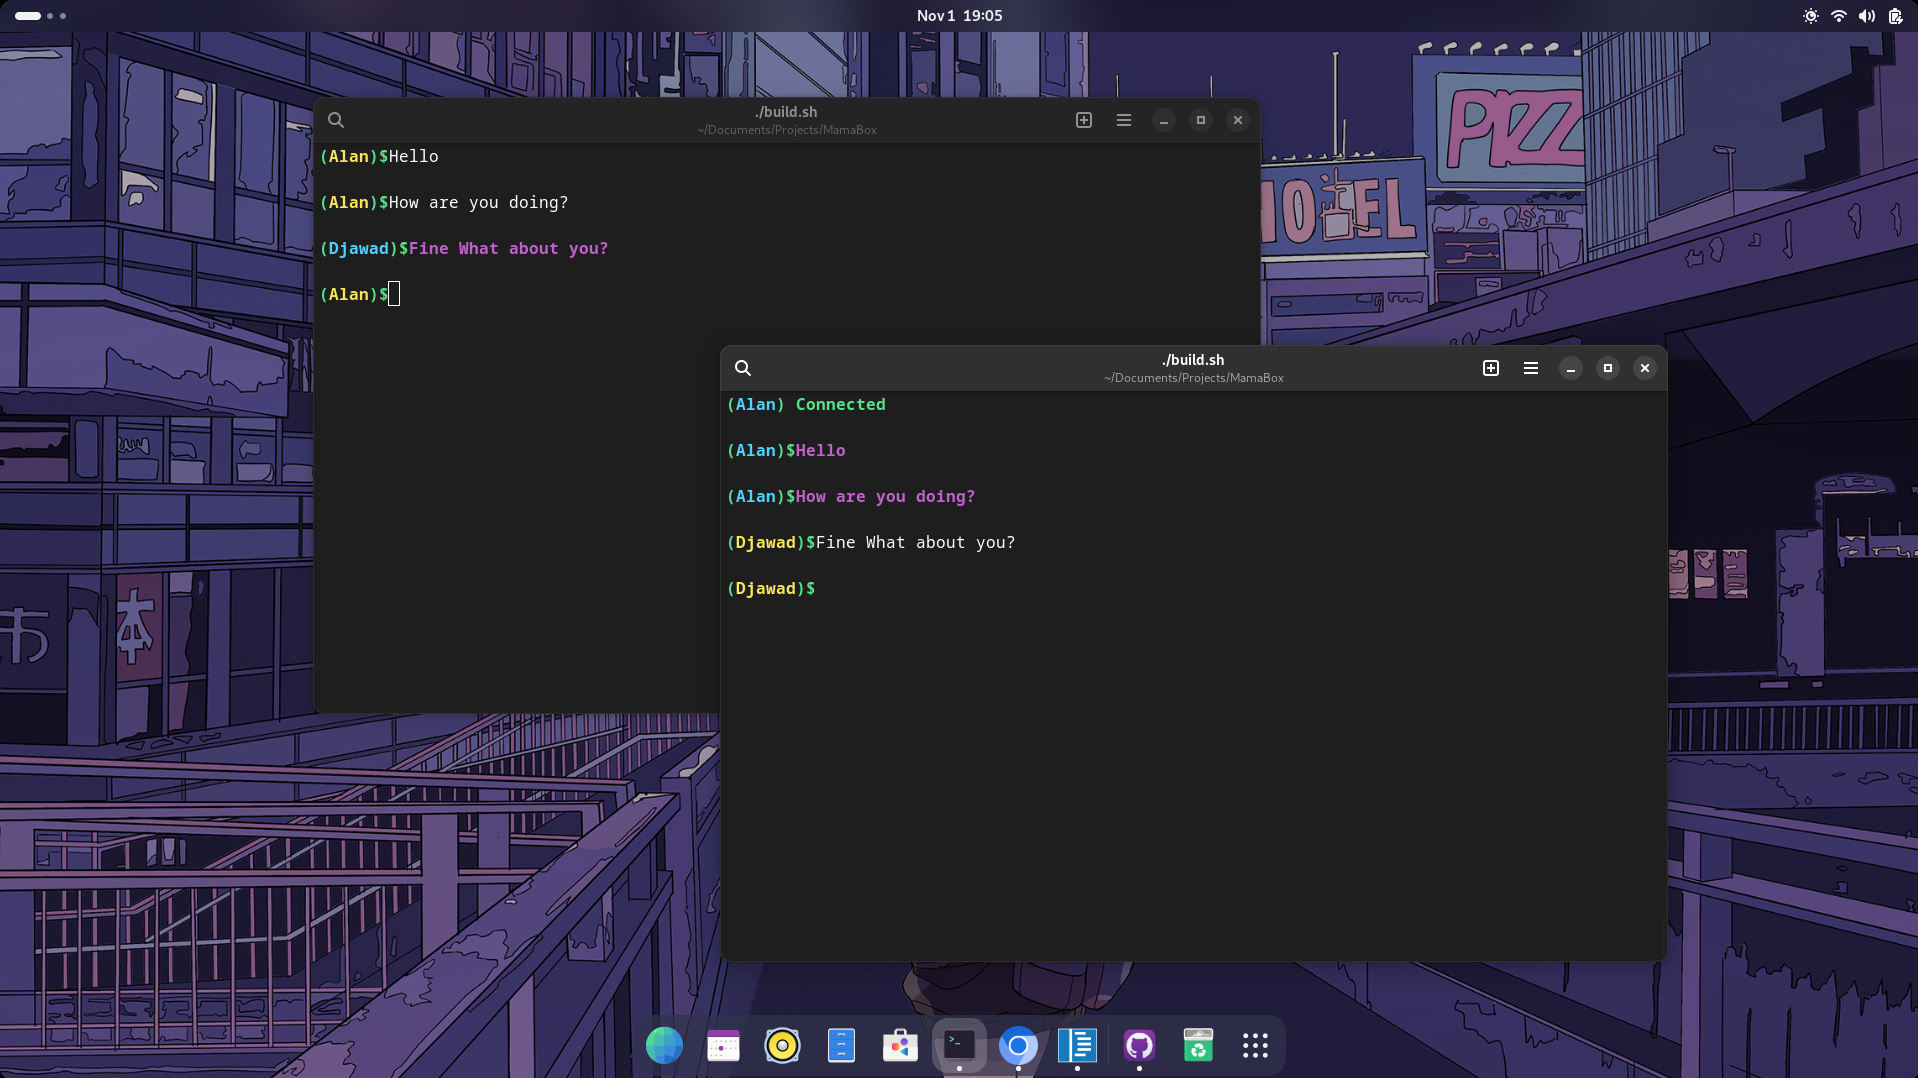 Nov 1 19:05
PIZZ
MOTEL
./build.sh
~/Documents/Projects/MamaBox
(Alan)$Hello
(Alan)$How are you doing?
(Djawad)$Fine What about you?
(Alan)$
./build.sh
~/Documents/Projects/MamaBox
(Alan) Connected
(Alan)$Hello
(Alan)$How are you doing?
(Djawad)$Fine What about you?
(Djawad)$
本
>_